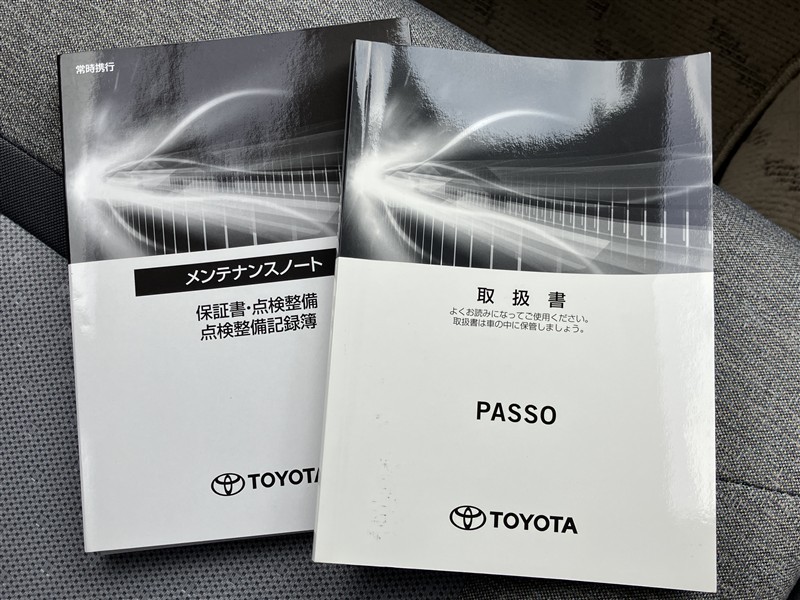 常時携行
メンテナンスノート
保証書・点検整備
点検整備記録簿
TOYOTA
取扱書
よくお読みになってご使用ください。
取扱書は車の中に保管しましょう。
PASSO
TOYOTA